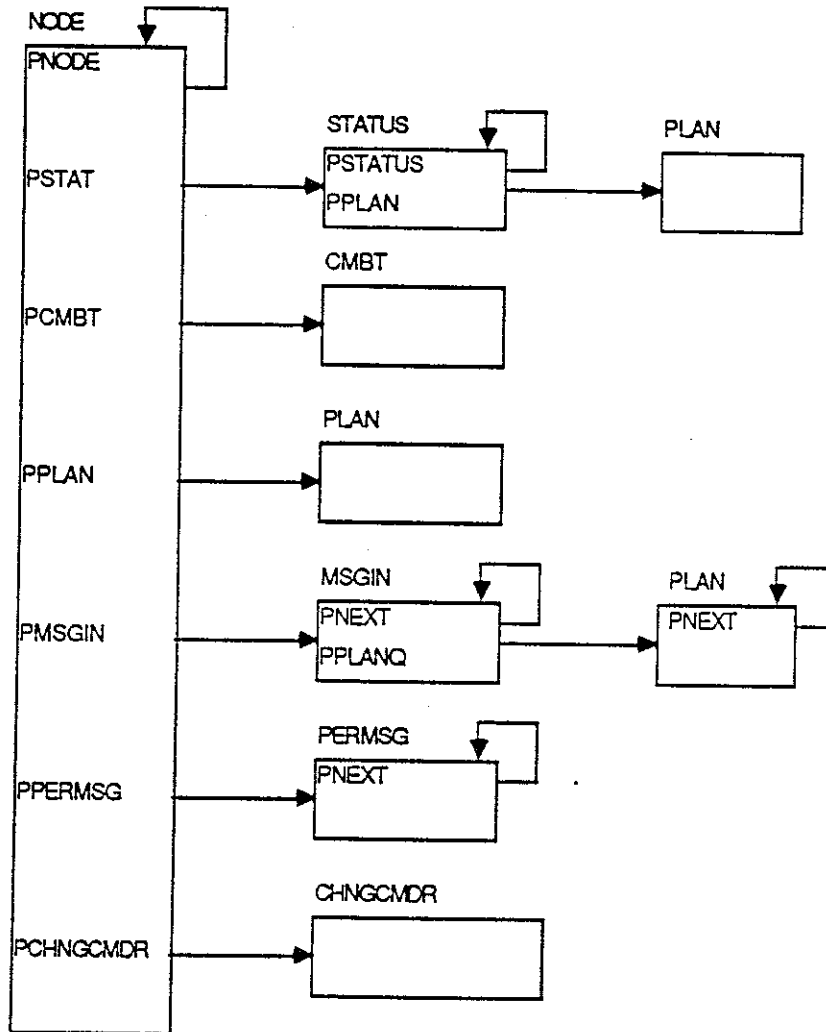 NODE
PNODE
STATUS
PLAN
PSTATUS
PSTAT
PPLAN
CMBT
PCMBT
PLAN
PPLAN
MSGIN
PLAN
PNEXT
PNEXT
PMSGIN
PPLANQ
PERMSG
PNEXT
PPERMSG
CHNGCMDR
PCHNGCMDR